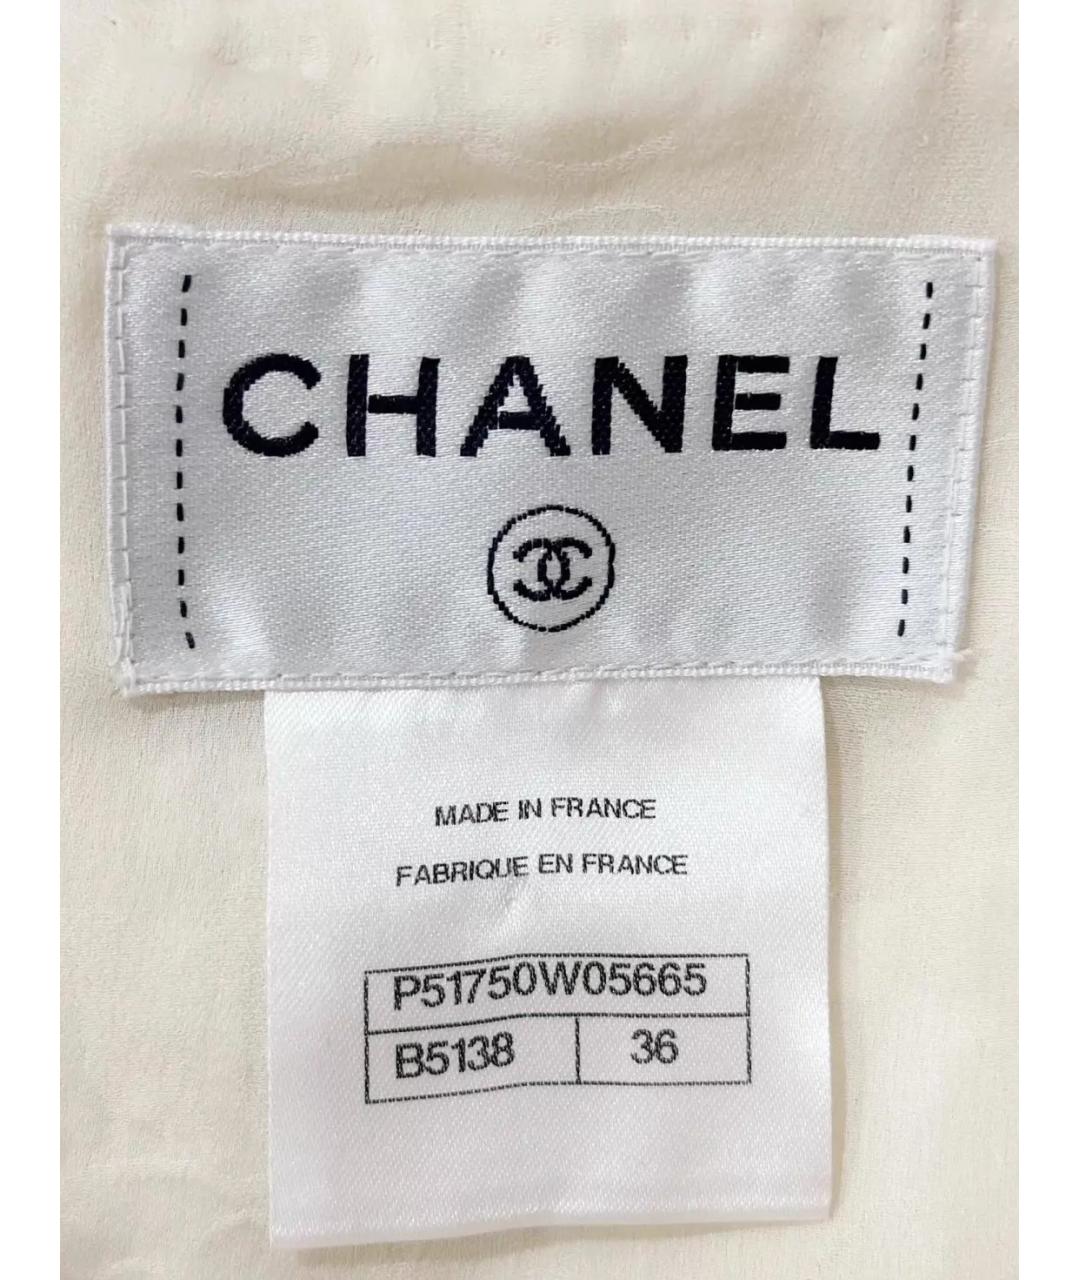 CHANEL
MADE IN FRANCE
FABRIQUE EN FRANCE
P51750W05665
B5138 36